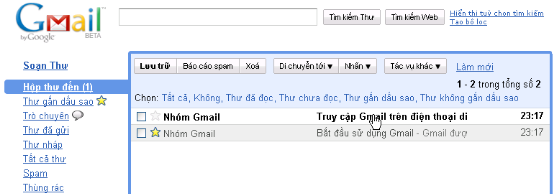 Gmail
by Google BETA
Tìm kiếm Thư Tìm kiếm Web Hiển thị tuỳ chọn tìm kiếm
Tạo bộ lọc
Soạn Thư
Hộp thư đến (1)
Thư gắn dấu sao
Trò chuyện
Thư đã gửi
Thư nháp
Tất cả thư
Spam
Thùng rác
Lưu trữ Báo cáo spam Xoá Di chuyển tới ▼ Nhãn ▼ Tác vụ khác ▼ Làm mới
1 - 2 trong tổng số 2
Chọn: Tất cả, Không, Thư đã đọc, Thư chưa đọc, Thư gắn dấu sao, Thư không gắn dấu sao
Nhóm Gmail Truy cập Gmail trên điện thoại di 23:17
Nhóm Gmail Bắt đầu sử dụng Gmail - Gmail đượ 23:17